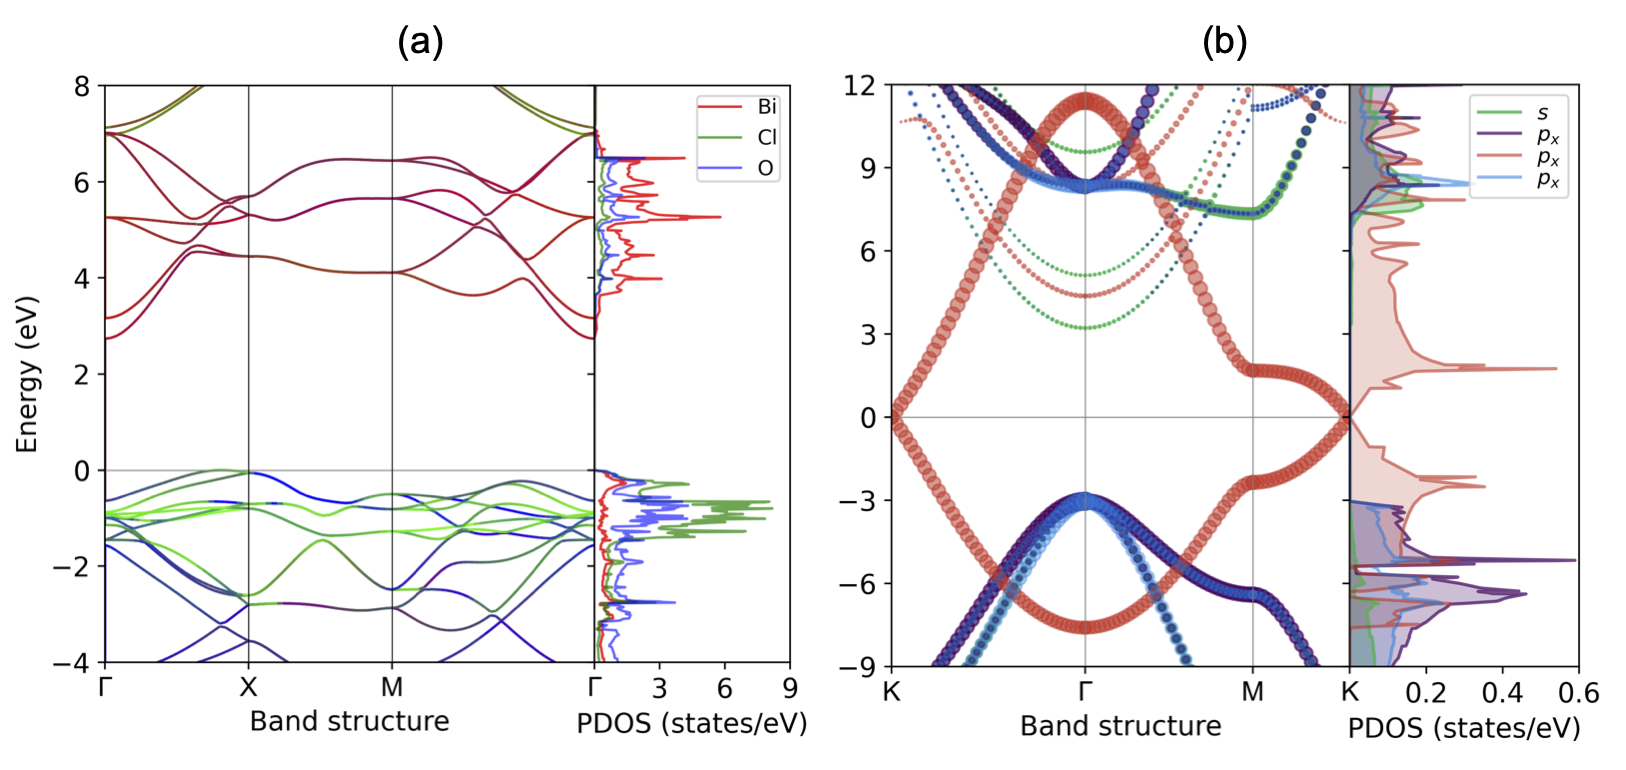 (a)
(b)
Energy (eV)
8
6
4
2
0
−2
−4
Bi
Cl
O
Γ X M Γ 3 6 9
Band structure PDOS (states/eV)
12
9
6
3
0
−3
−6
−9
s
pₓ
pₓ
pₓ
K Γ M K 0.2 0.4 0.6
Band structure PDOS (states/eV)